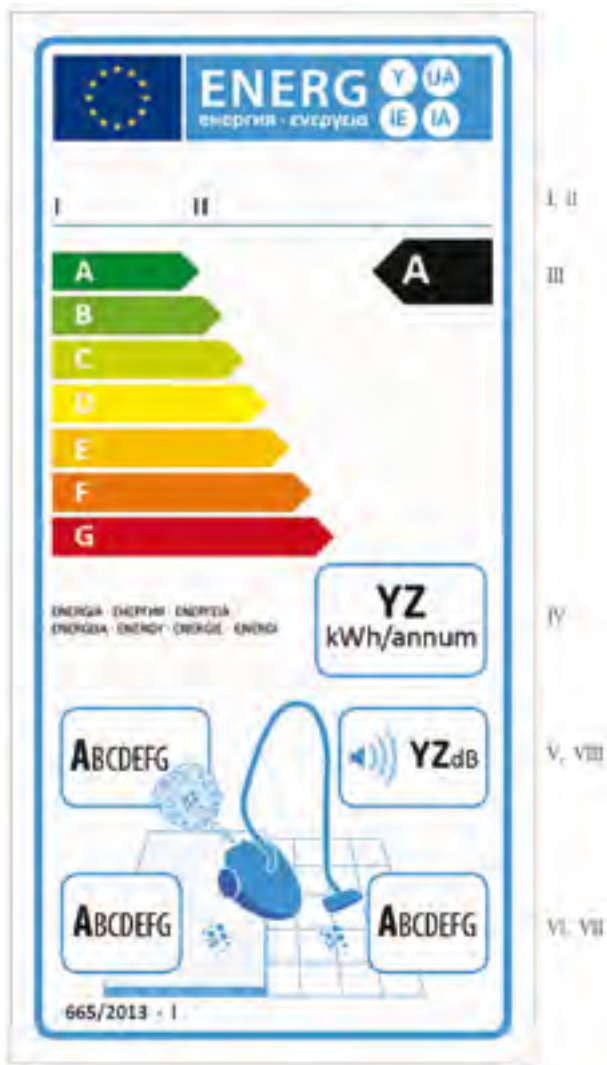 ENERG Y UA
енергия · ενεργεια IE IA
I II I, II
A A III
B
C
D
E
F
G
YZ
kWh/annum
ENERGIA · ЕНЕРГИЯ · ΕΝΕΡΓΕΙΑ
ENERGIJA · ENERGY · ENERGIE · ENERGI
IV
ABCDEFG YZdB V, VIII
ABCDEFG ABCDEFG VI, VII
665/2013 - I